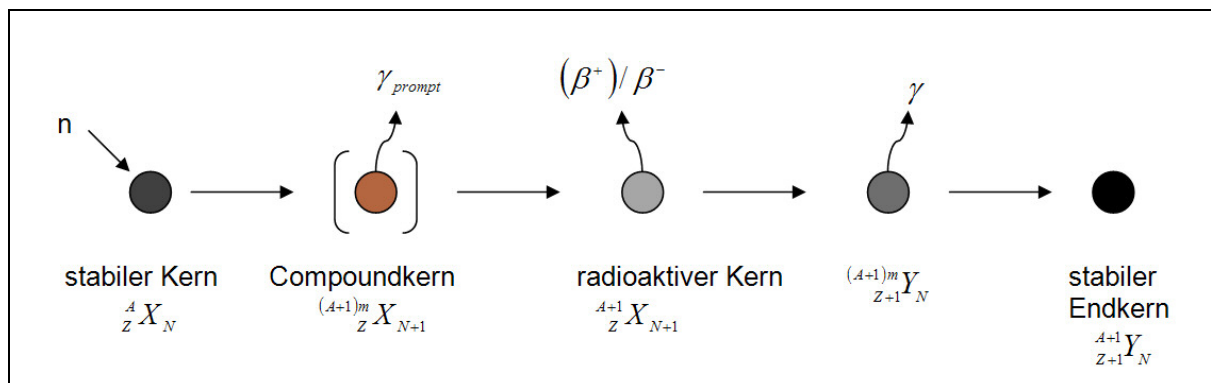 n
γ prompt
(β⁺)/ β⁻
γ
stabiler Kern
ᴬ_Z X_N
Compoundkern
⁽ᴬ⁺¹⁾ᵐ_Z X_N+1
radioaktiver Kern
ᴬ⁺¹_Z X_N+1
⁽ᴬ⁺¹⁾ᵐ_Z+1 Y_N
stabiler
Endkern
ᴬ⁺¹_Z+1 Y_N